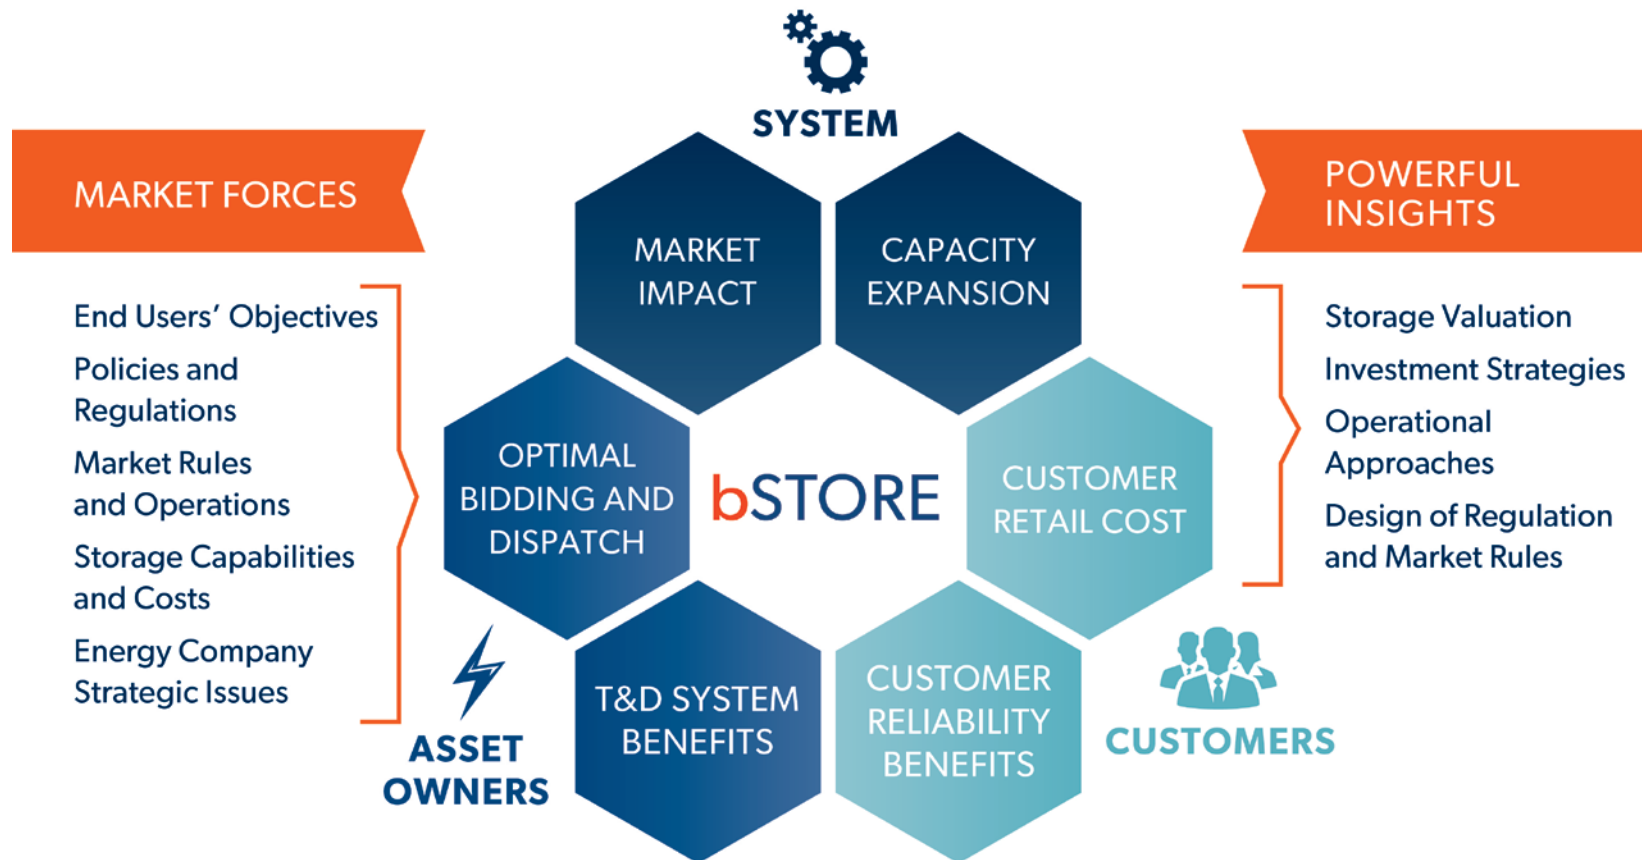 SYSTEM
MARKET FORCES
End Users’ Objectives
Policies and
Regulations
Market Rules
and Operations
Storage Capabilities
and Costs
Energy Company
Strategic Issues
MARKET
IMPACT
CAPACITY
EXPANSION
OPTIMAL
BIDDING AND
DISPATCH
bSTORE
CUSTOMER
RETAIL COST
T&D SYSTEM
BENEFITS
CUSTOMER
RELIABILITY
BENEFITS
ASSET
OWNERS
CUSTOMERS
POWERFUL
INSIGHTS
Storage Valuation
Investment Strategies
Operational
Approaches
Design of Regulation
and Market Rules